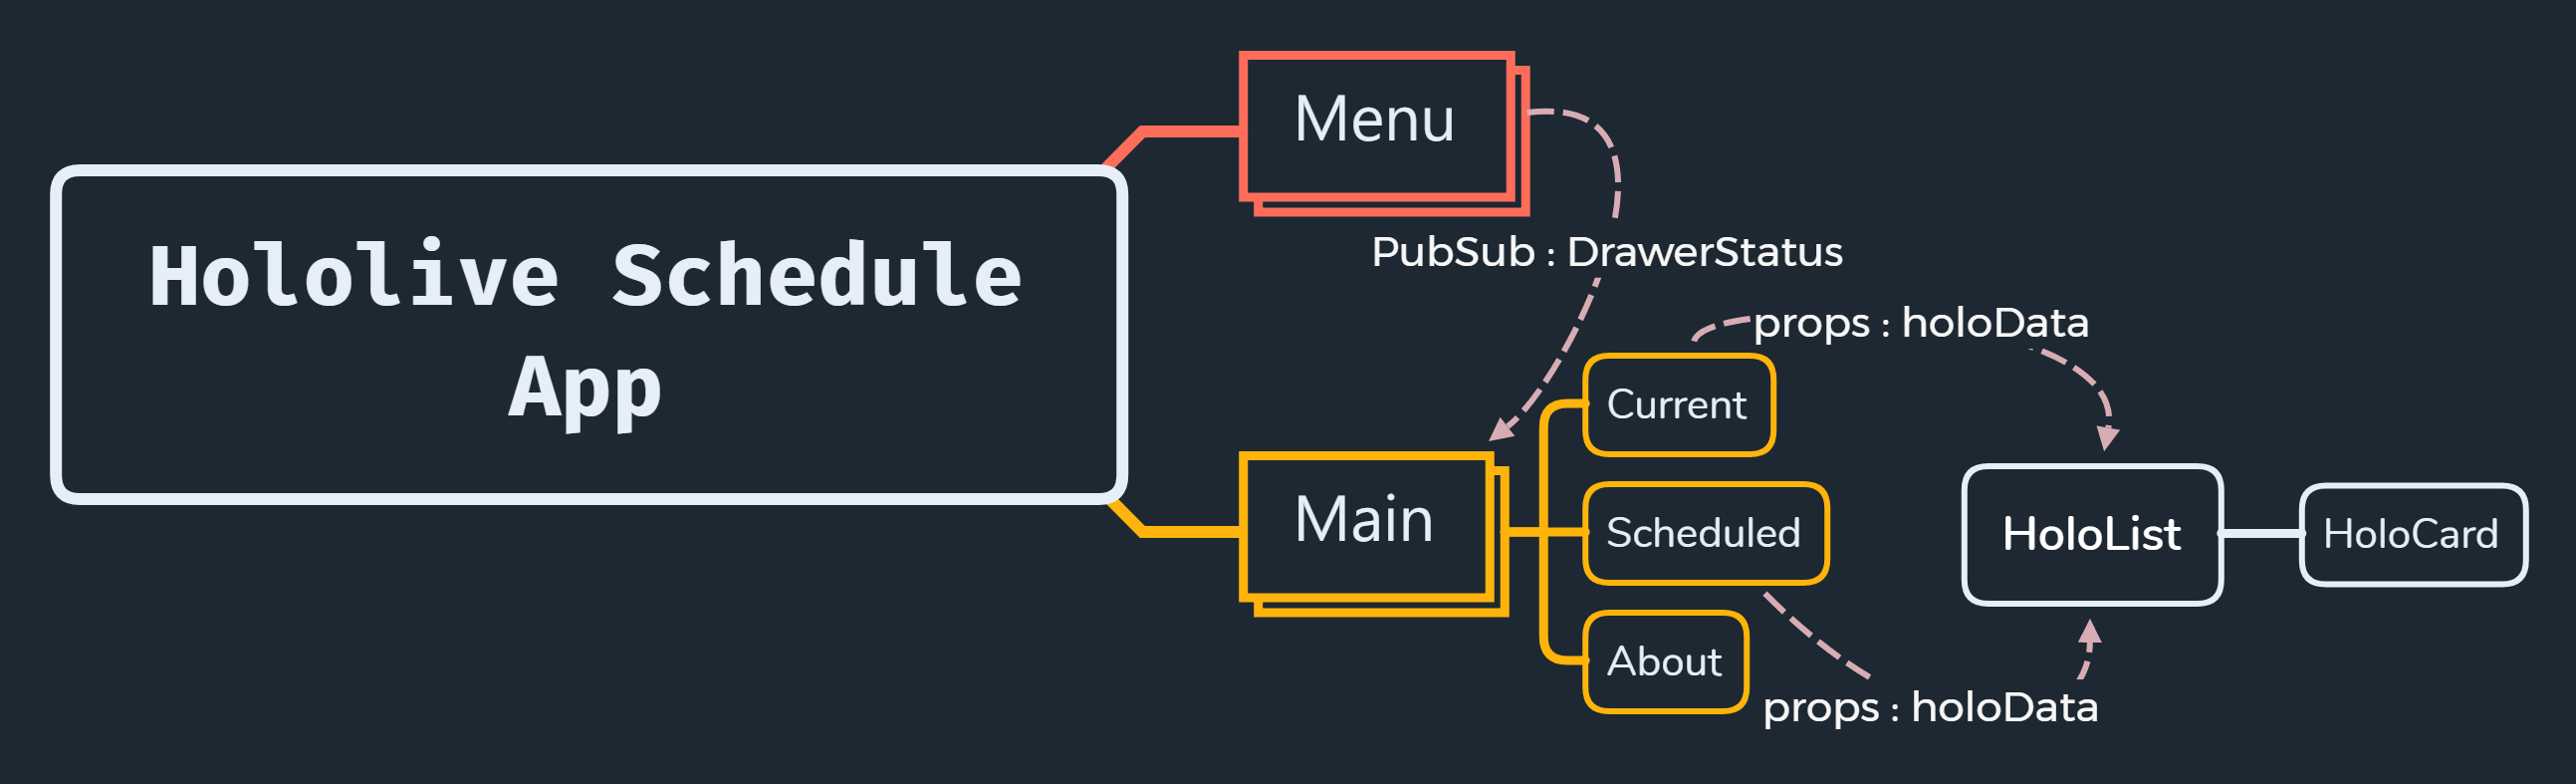 Hololive Schedule
App
Menu
PubSub : DrawerStatus
props : holoData
Current
Main
Scheduled
HoloList
HoloCard
About
props : holoData